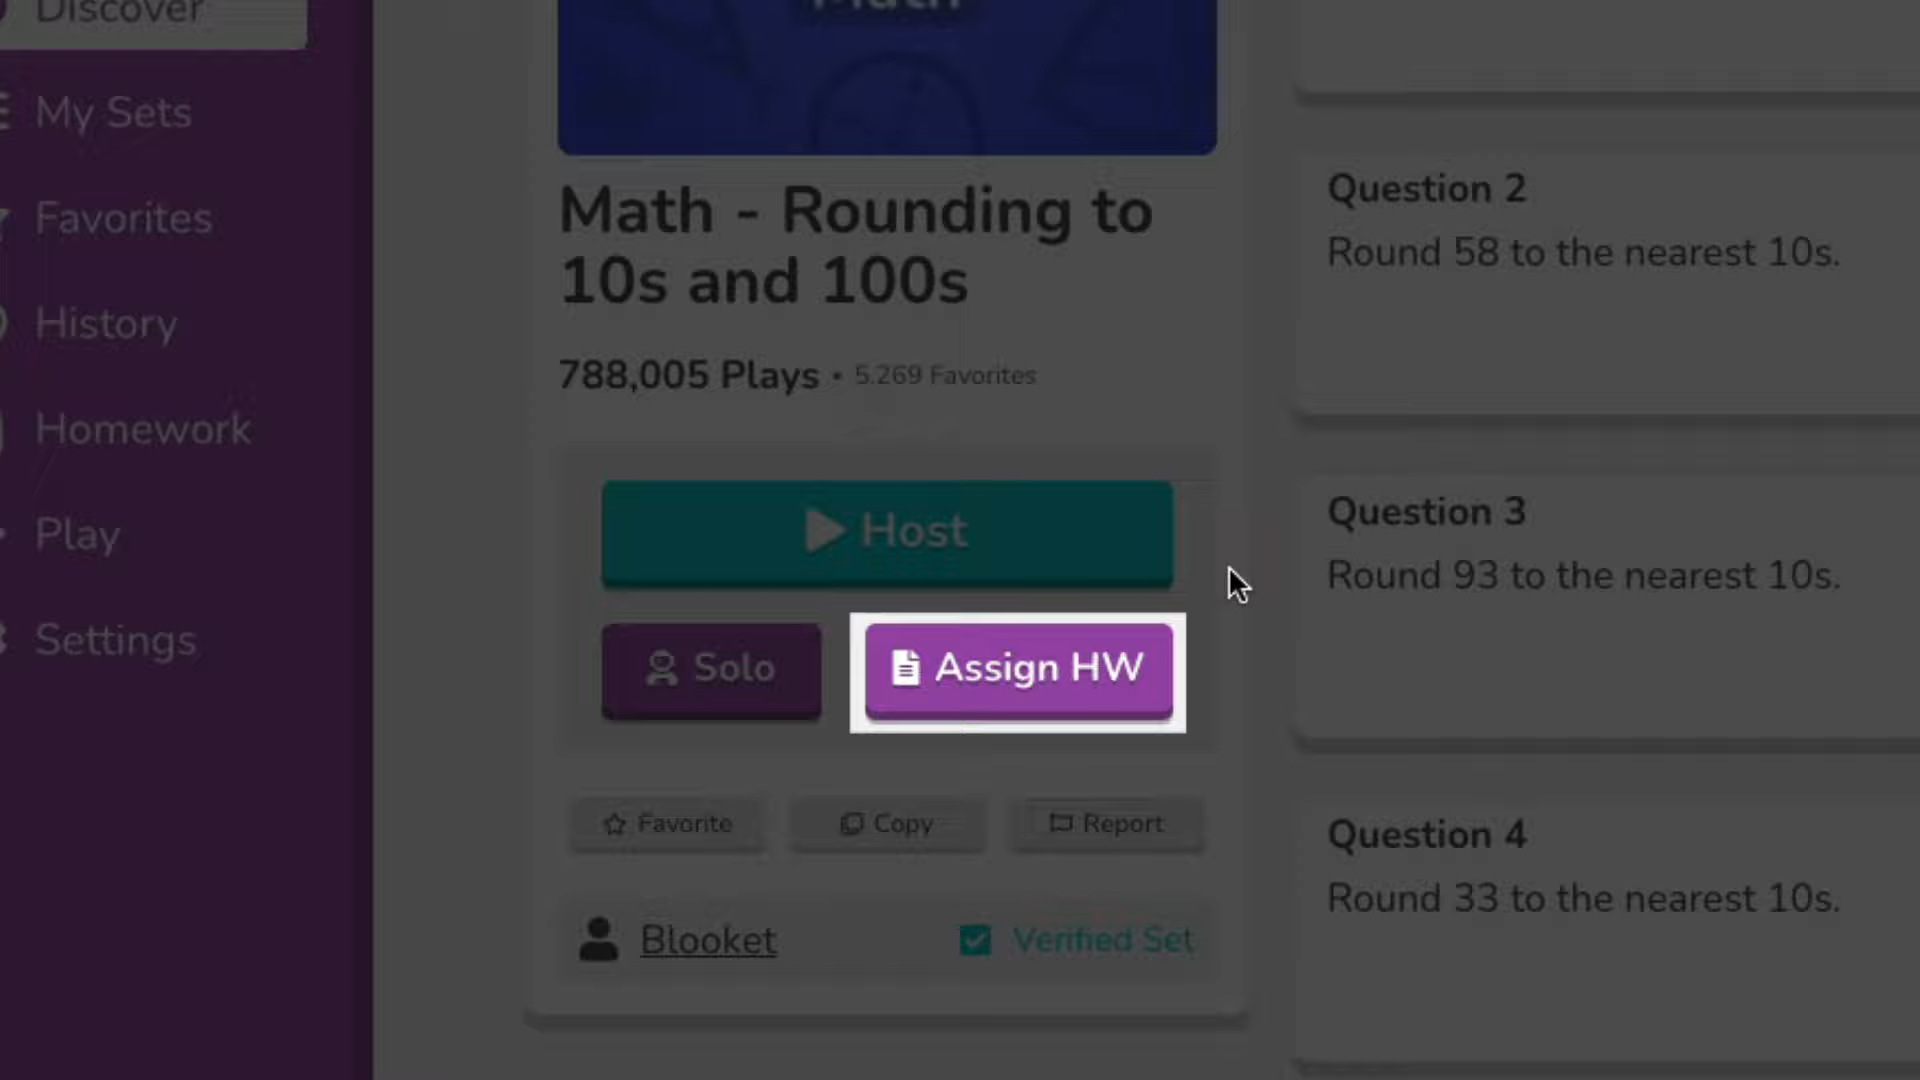 Discover
My Sets
Favorites
History
Homework
Play
Settings
Math
Math - Rounding to
10s and 100s
788,005 Plays • 5.269 Favorites
Host
Solo
Assign HW
Favorite
Copy
Report
Blooket
Verified Set
Question 2
Round 58 to the nearest 10s.
Question 3
Round 93 to the nearest 10s.
Question 4
Round 33 to the nearest 10s.